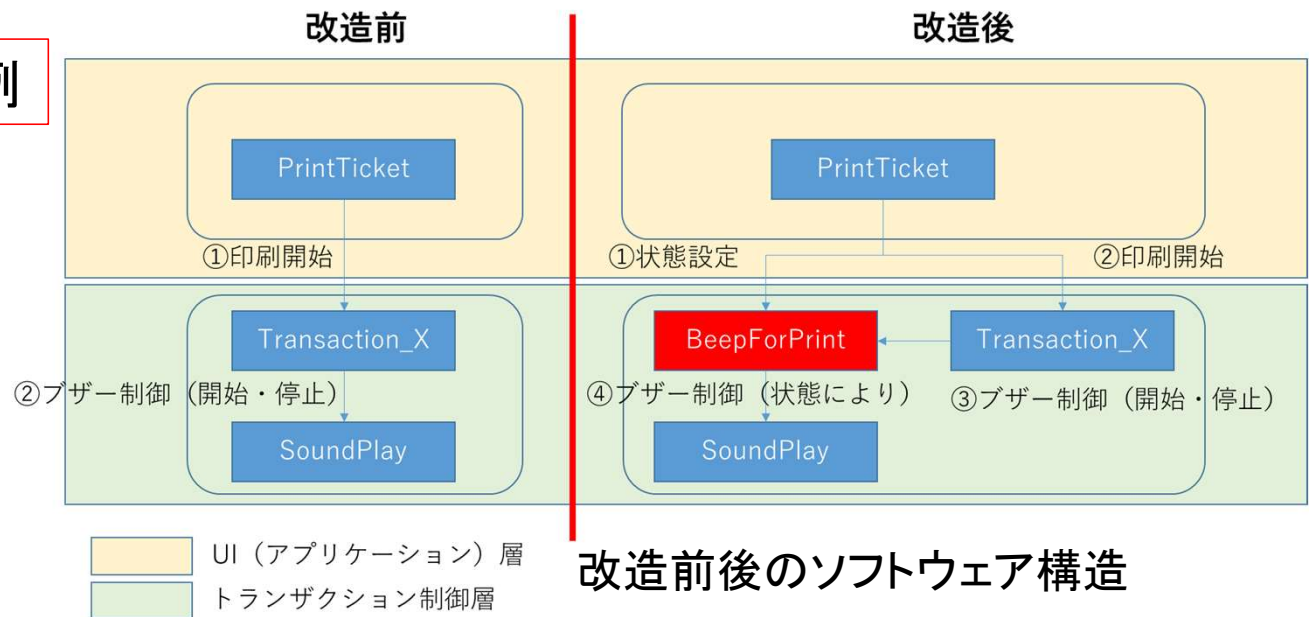 改造前
改造後
例
PrintTicket
PrintTicket
①印刷開始
①状態設定
②印刷開始
Transaction_X
BeepForPrint
Transaction_X
②ブザー制御（開始・停止）
④ブザー制御（状態により）
③ブザー制御（開始・停止）
SoundPlay
SoundPlay
UI（アプリケーション）層
トランザクション制御層
改造前後のソフトウェア構造